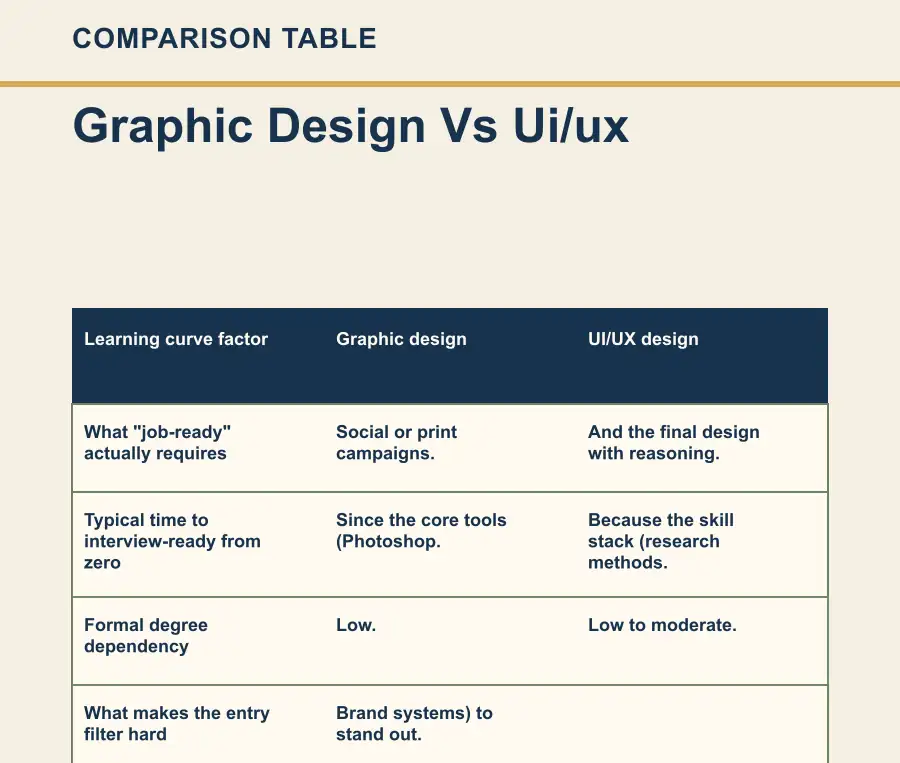 COMPARISON TABLE
Graphic Design Vs Ui/ux
Learning curve factor
Graphic design
UI/UX design
What "job-ready"
actually requires
Social or print
campaigns.
And the final design
with reasoning.
Typical time to
interview-ready from
zero
Since the core tools
(Photoshop.
Because the skill
stack (research
methods.
Formal degree
dependency
Low.
Low to moderate.
What makes the entry
filter hard
Brand systems) to
stand out.